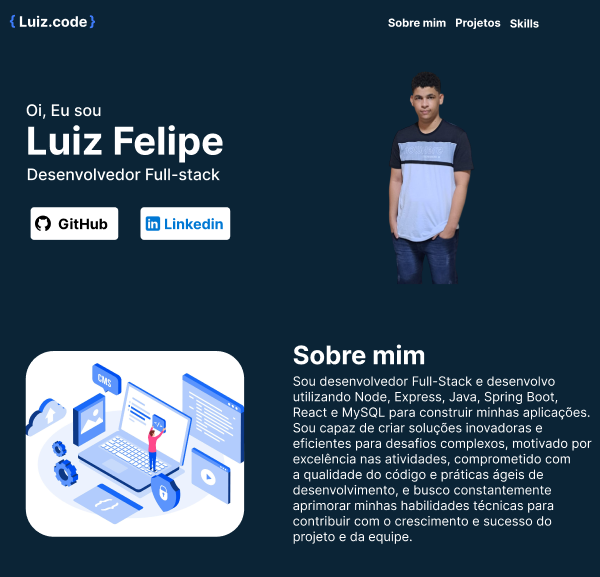 { Luiz.code }
Sobre mim Projetos Skills
Oi, Eu sou
Luiz Felipe
Desenvolvedor Full-stack
GitHub
in Linkedin
CMS
</>
Sobre mim
Sou desenvolvedor Full-Stack e desenvolvo
utilizando Node, Express, Java, Spring Boot,
React e MySQL para construir minhas aplicações.
Sou capaz de criar soluções inovadoras e
eficientes para desafios complexos, motivado por
excelência nas atividades, comprometido com
a qualidade do código e práticas ágeis de
desenvolvimento, e busco constantemente
aprimorar minhas habilidades técnicas para
contribuir com o crescimento e sucesso do
projeto e da equipe.